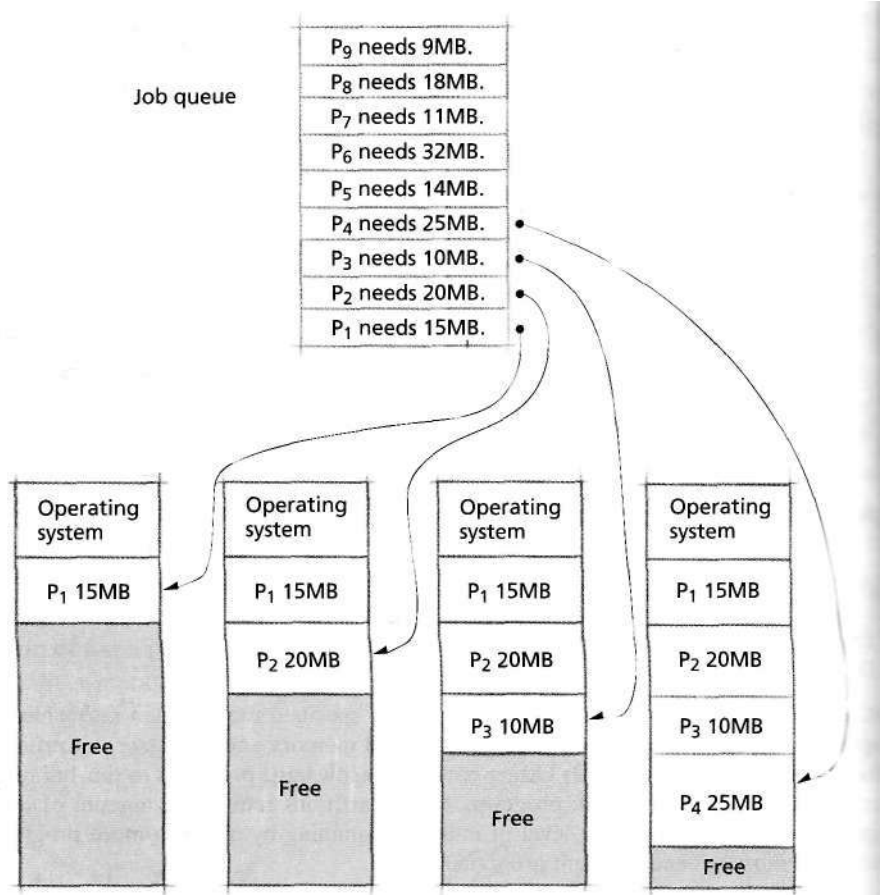 P₉ needs 9MB.
Job queue
P₈ needs 18MB.
P₇ needs 11MB.
P₆ needs 32MB.
P₅ needs 14MB.
P₄ needs 25MB.
P₃ needs 10MB.
P₂ needs 20MB.
P₁ needs 15MB.
Operating
system
P₁ 15MB
Free
Operating
system
P₁ 15MB
P₂ 20MB
Free
Operating
system
P₁ 15MB
P₂ 20MB
P₃ 10MB
Free
Operating
system
P₁ 15MB
P₂ 20MB
P₃ 10MB
P₄ 25MB
Free